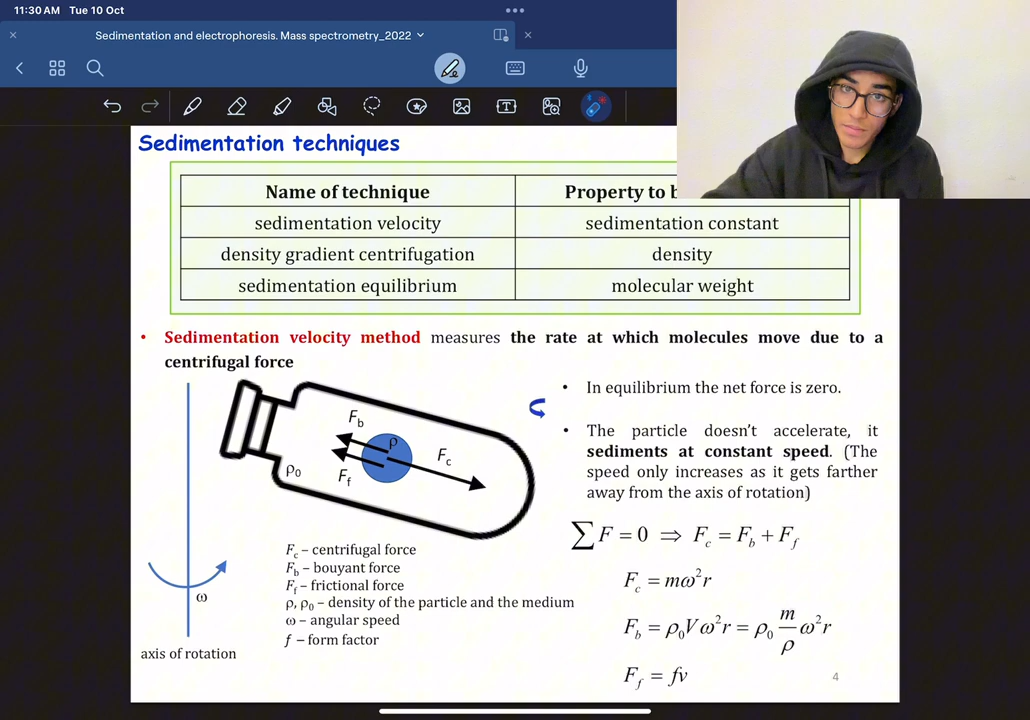 11:30 AM Tue 10 Oct
Sedimentation and electrophoresis. Mass spectrometry_2022
Sedimentation techniques
Name of technique
Property to b
sedimentation velocity
sedimentation constant
density gradient centrifugation
density
sedimentation equilibrium
molecular weight
• Sedimentation velocity method measures the rate at which molecules move due to a
centrifugal force
• In equilibrium the net force is zero.
• The particle doesn't accelerate, it
sediments at constant speed. (The
speed only increases as it gets farther
away from the axis of rotation)
F_b
ρ
F_c
F_f
ρ₀
ω
axis of rotation
F_c – centrifugal force
F_b – bouyant force
F_f – frictional force
ρ, ρ₀ – density of the particle and the medium
ω – angular speed
f – form factor
∑ F = 0 ⇒ F_c = F_b + F_f
F_c = mω²r
F_b = ρ₀Vω²r = ρ₀ m/ρ ω²r
F_f = fv
4